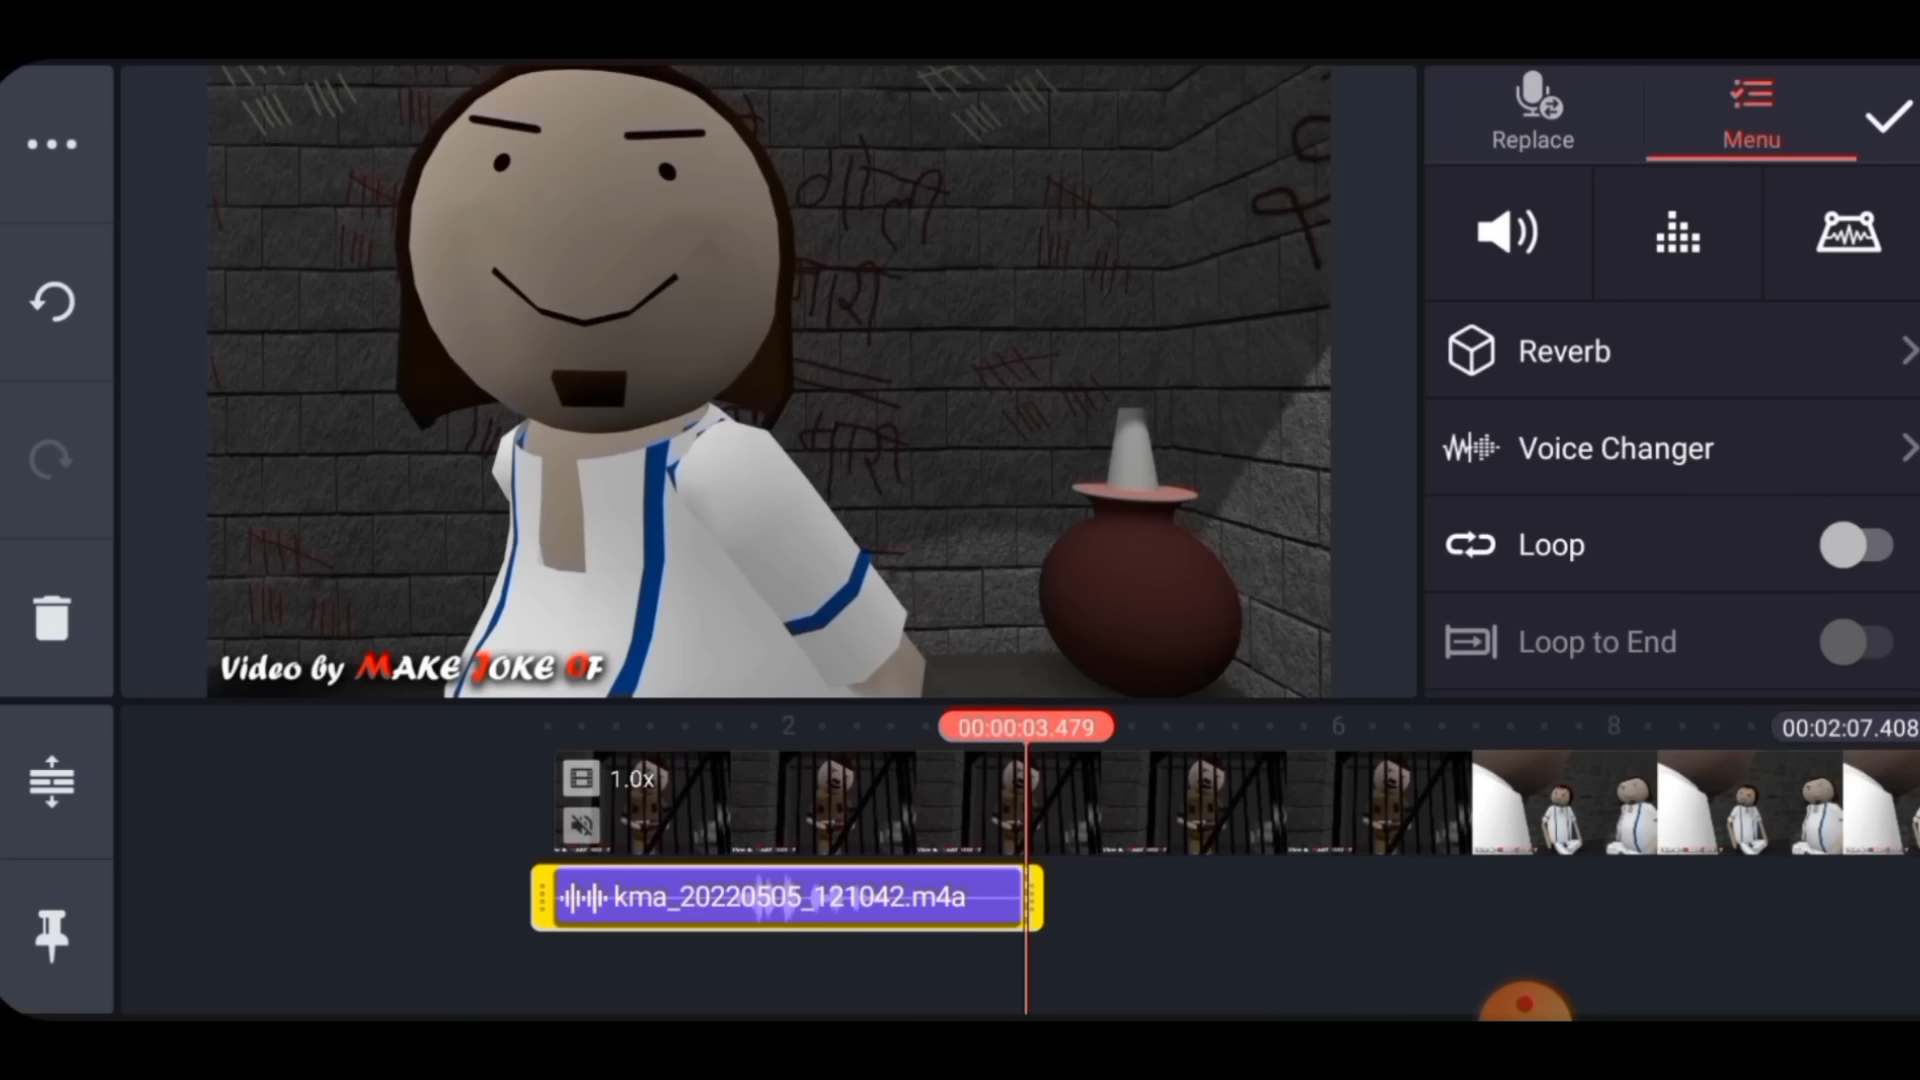 Replace
Menu
Reverb
Voice Changer
Loop
Loop to End
Video by MAKE JOKE OF
2
00:00:03.479
6
8
00:02:07.408
1.0x
kma_20220505_121042.m4a